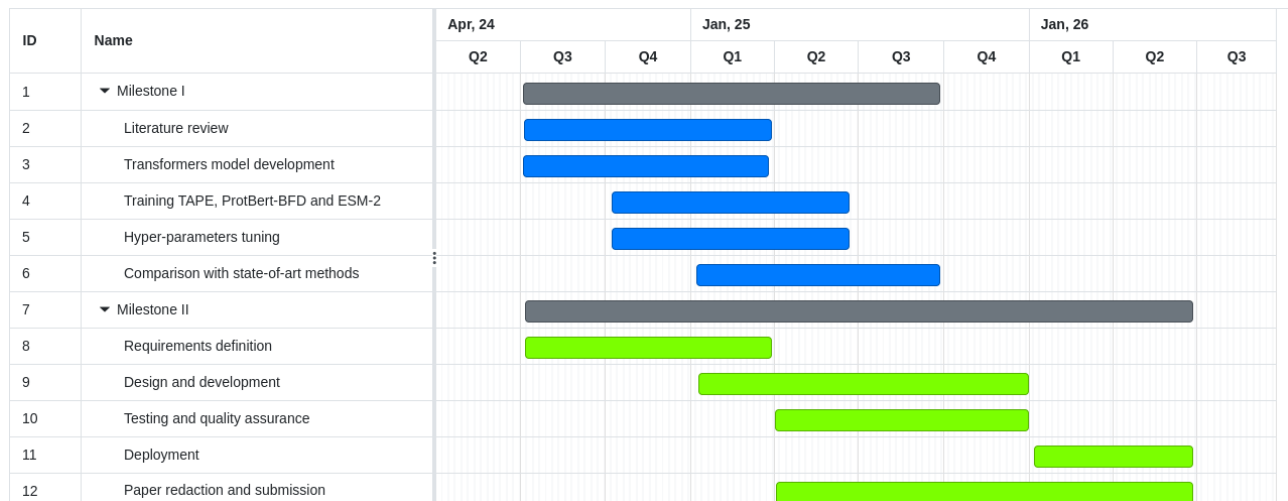 ID Name Apr, 24 Jan, 25 Jan, 26
Q2 Q3 Q4 Q1 Q2 Q3 Q4 Q1 Q2 Q3
1 Milestone I
2 Literature review
3 Transformers model development
4 Training TAPE, ProtBert-BFD and ESM-2
5 Hyper-parameters tuning
6 Comparison with state-of-art methods
7 Milestone II
8 Requirements definition
9 Design and development
10 Testing and quality assurance
11 Deployment
12 Paper redaction and submission